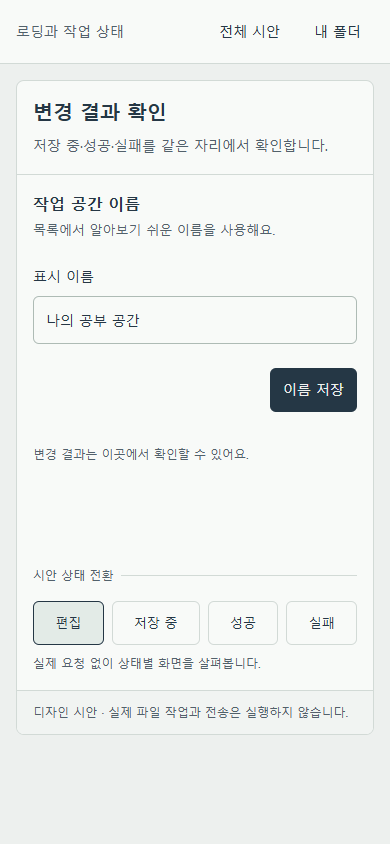 로딩과 작업 상태
전체 시안
내 폴더
변경 결과 확인
저장 중·성공·실패를 같은 자리에서 확인합니다.
작업 공간 이름
목록에서 알아보기 쉬운 이름을 사용해요.
표시 이름
나의 공부 공간
이름 저장
변경 결과는 이곳에서 확인할 수 있어요.
시안 상태 전환
편집
저장 중
성공
실패
실제 요청 없이 상태별 화면을 살펴봅니다.
디자인 시안 · 실제 파일 작업과 전송은 실행하지 않습니다.